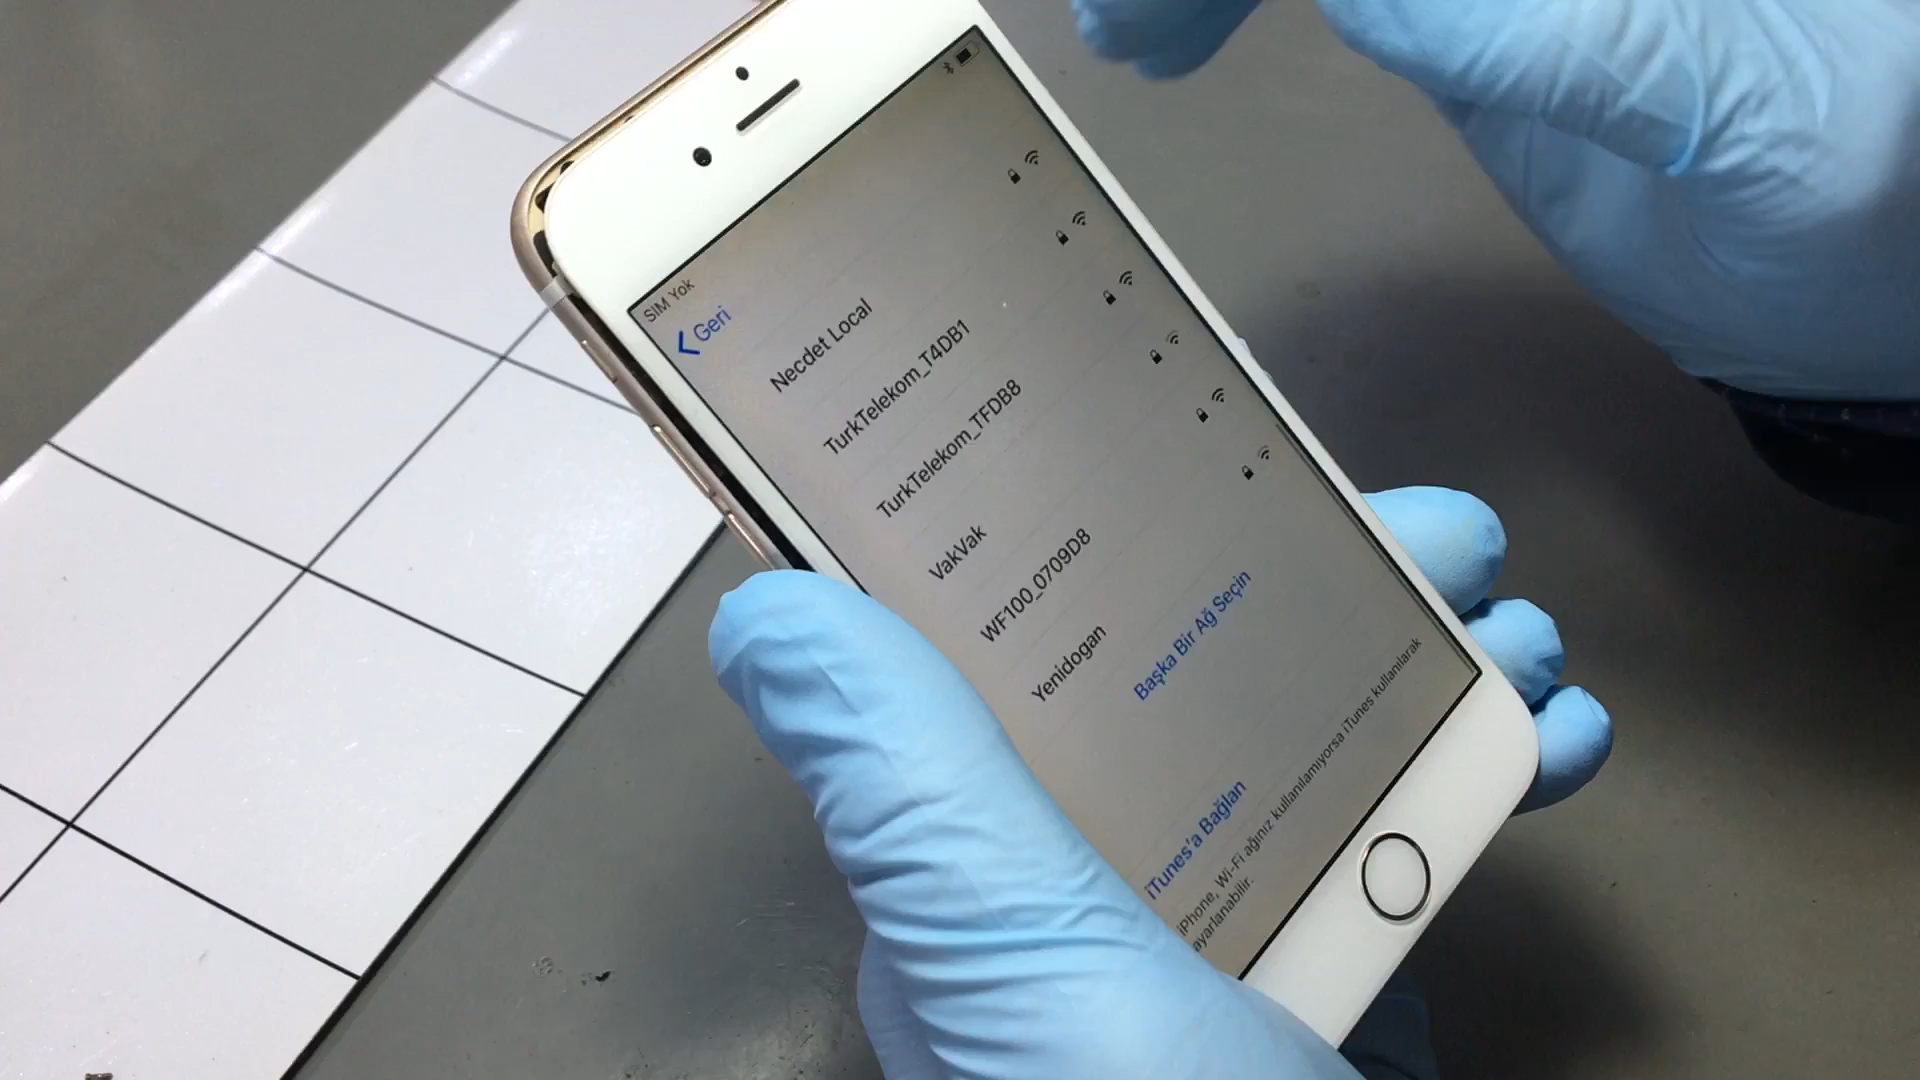 SIM Yok
Geri
Necdet Local
TurkTelekom_T4DB1
TurkTelekom_TFDB8
VakVak
WF100_0709D8
Yenidogan
Başka Bir Ağ Seçin
iTunes'a Bağlan
iPhone, Wi-Fi ağınız kullanılamıyorsa iTunes kullanılarak
ayarlanabilir.